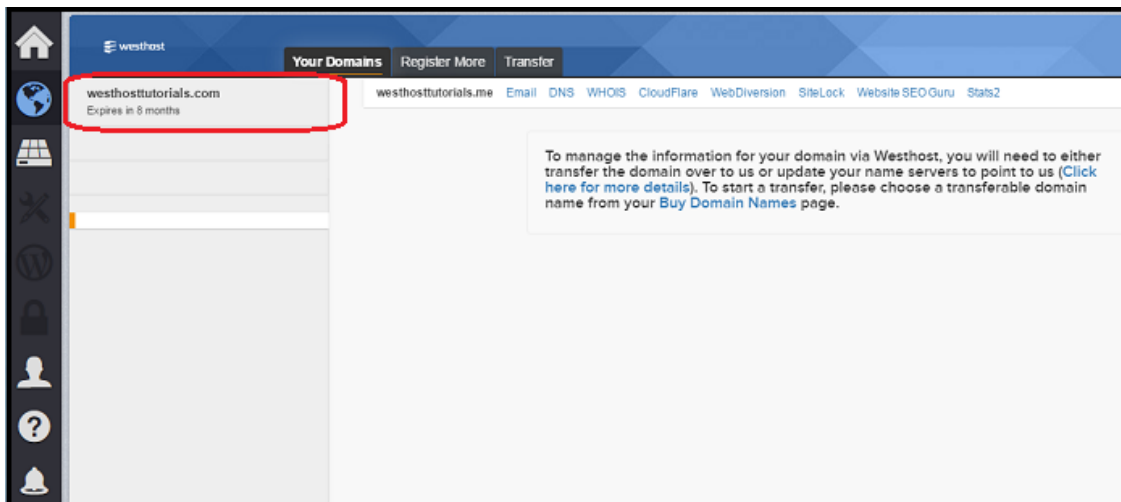 westhost
Your Domains Register More Transfer
westhosttutorials.com
Expires in 8 months
westhosttutorials.me Email DNS WHOIS CloudFlare WebDiversion SiteLock Website SEO Guru Stats2
To manage the information for your domain via Westhost, you will need to either
transfer the domain over to us or update your name servers to point to us (Click
here for more details). To start a transfer, please choose a transferable domain
name from your Buy Domain Names page.